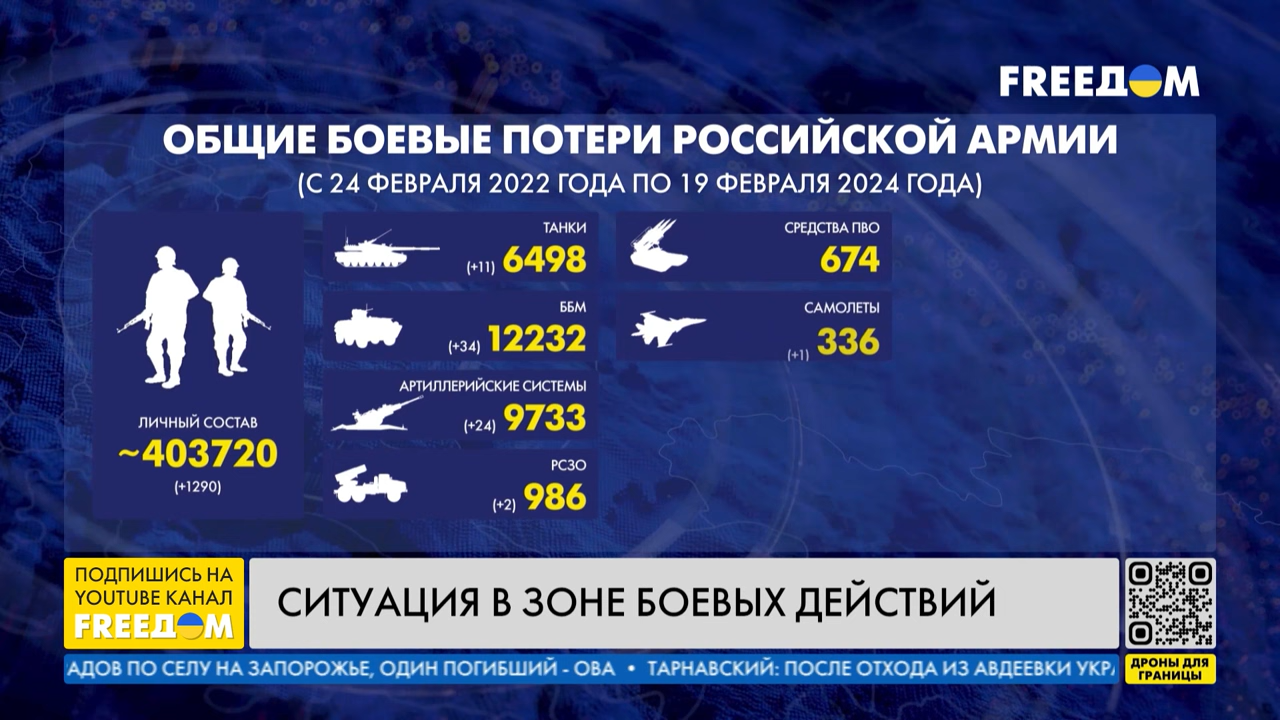 FREEДОМ
ОБЩИЕ БОЕВЫЕ ПОТЕРИ РОССИЙСКОЙ АРМИИ
(С 24 ФЕВРАЛЯ 2022 ГОДА ПО 19 ФЕВРАЛЯ 2024 ГОДА)
ЛИЧНЫЙ СОСТАВ
~403720
(+1290)
ТАНКИ
(+11) 6498
ББМ
(+34) 12232
АРТИЛЛЕРИЙСКИЕ СИСТЕМЫ
(+24) 9733
РСЗО
(+2) 986
СРЕДСТВА ПВО
674
САМОЛЕТЫ
(+1) 336
ПОДПИШИСЬ НА
YOUTUBE КАНАЛ
FREEДОМ
СИТУАЦИЯ В ЗОНЕ БОЕВЫХ ДЕЙСТВИЙ
АДОВ ПО СЕЛУ НА ЗАПОРОЖЬЕ, ОДИН ПОГИБШИЙ - ОВА • ТАРНАВСКИЙ: ПОСЛЕ ОТХОДА ИЗ АВДЕЕВКИ УКРА
ДРОНЫ ДЛЯ
ГРАНИЦЫ